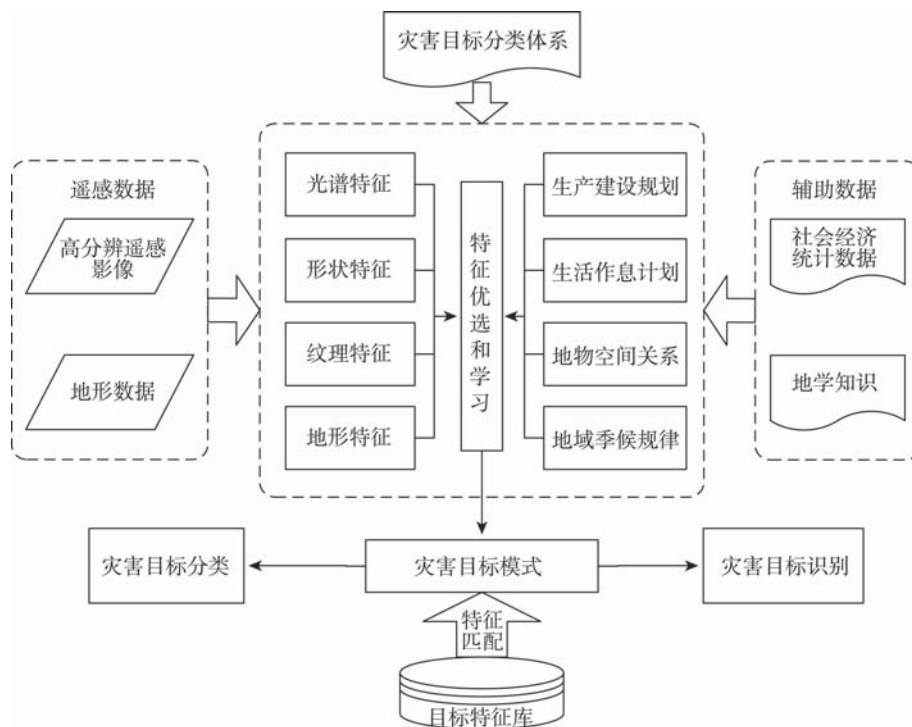 灾害目标分类体系
遥感数据
高分辨遥感
影像
地形数据
光谱特征
形状特征
纹理特征
地形特征
特征优选和学习
生产建设规划
生活作息计划
地物空间关系
地域季候规律
辅助数据
社会经济
统计数据
地学知识
灾害目标分类
灾害目标模式
灾害目标识别
特征
匹配
目标特征库